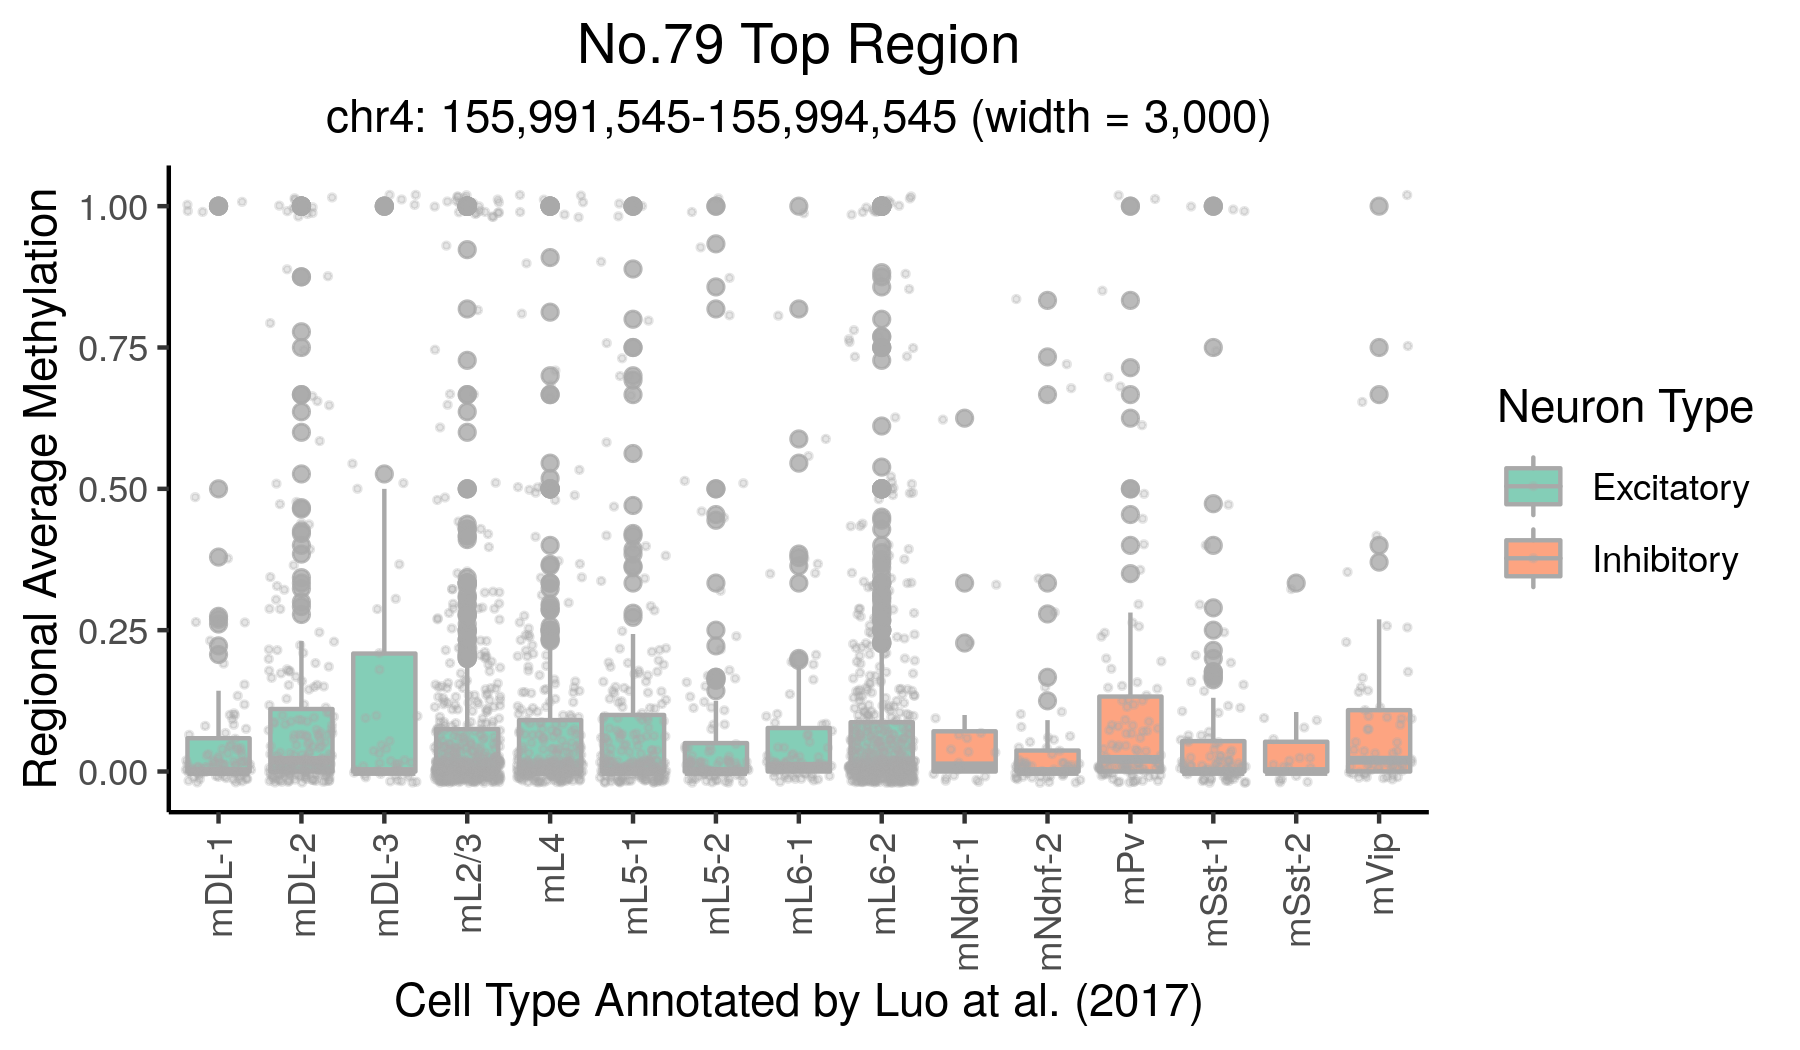 No.79 Top Region
chr4: 155,991,545-155,994,545 (width = 3,000)
Regional Average Methylation
1.00
0.75
0.50
0.25
0.00
mDL-1
mDL-2
mDL-3
mL2/3
mL4
mL5-1
mL5-2
mL6-1
mL6-2
mNdnf-1
mNdnf-2
mPv
mSst-1
mSst-2
mVip
Cell Type Annotated by Luo at al. (2017)
Neuron Type
Excitatory
Inhibitory